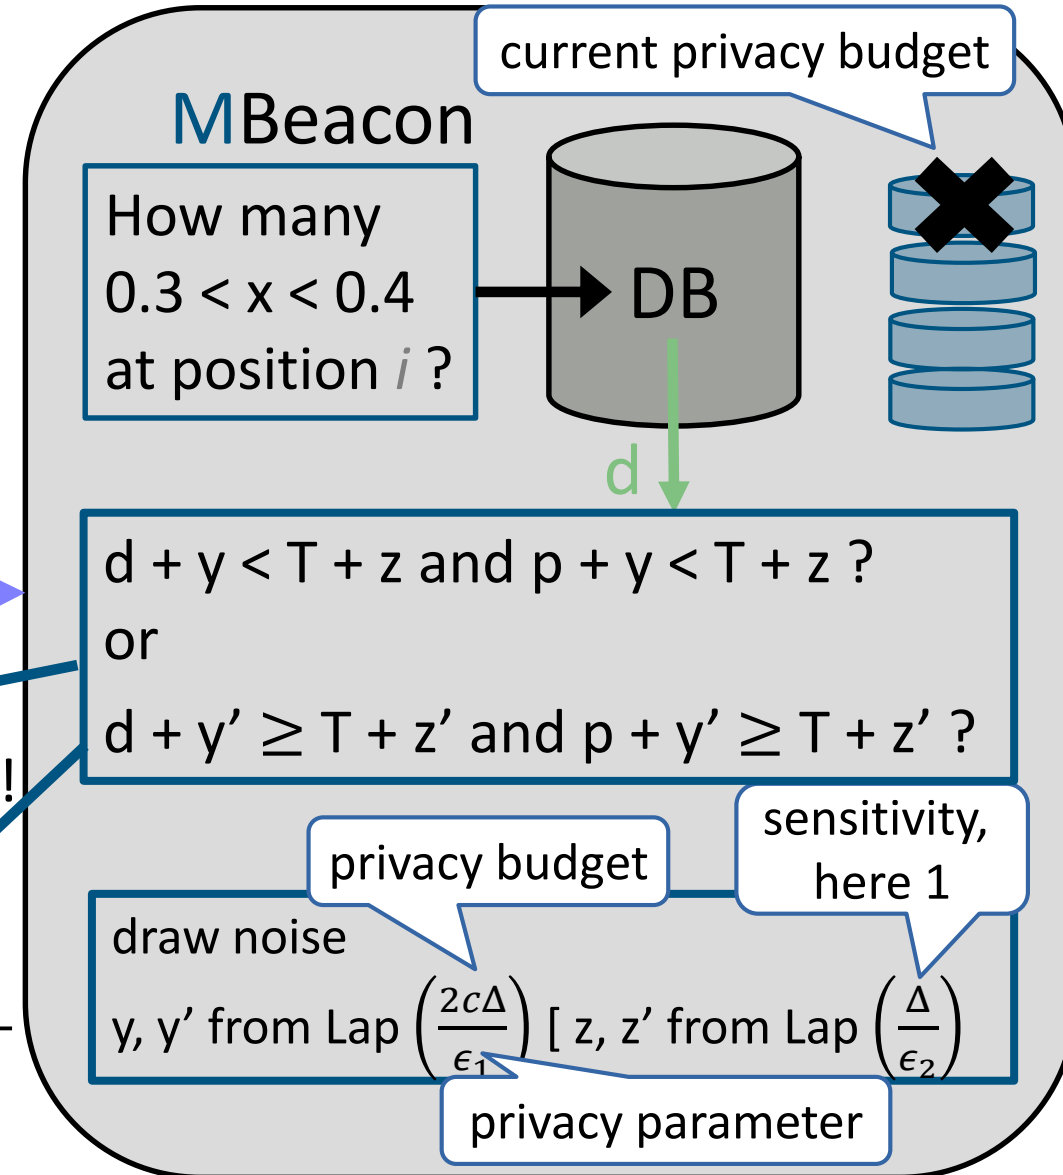 current privacy budget
MBeacon
How many
0.3 < x < 0.4
at position i ?
DB
d
d + y < T + z and p + y < T + z ?
or
d + y’ ≥ T + z’ and p + y’ ≥ T + z’ ?
!
sensitivity,
here 1
privacy budget
draw noise
y, y’ from Lap (2cΔ/ϵ₁) [ z, z’ from Lap (Δ/ϵ₂)
privacy parameter